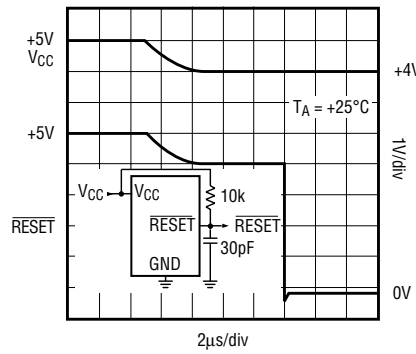 +5V
VCC
+4V
TA = +25°C
+5V
1V/div
VCC
VCC
10k
RESET
RESET
RESET
30pF
GND
0V
2µs/div